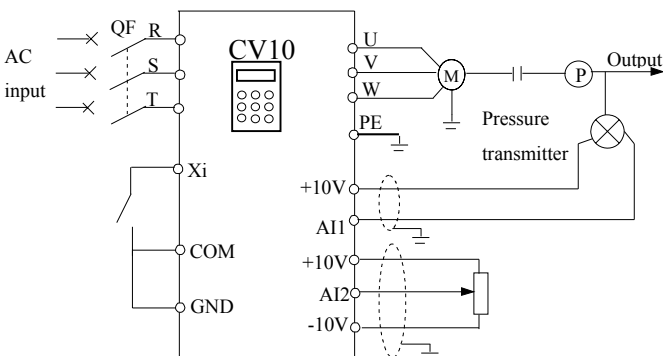 QF
AC
input
R
S
T
CV10
U
V
W
PE
M
P
Output
Pressure
transmitter
Xi
COM
GND
+10V
AI1
+10V
AI2
-10V